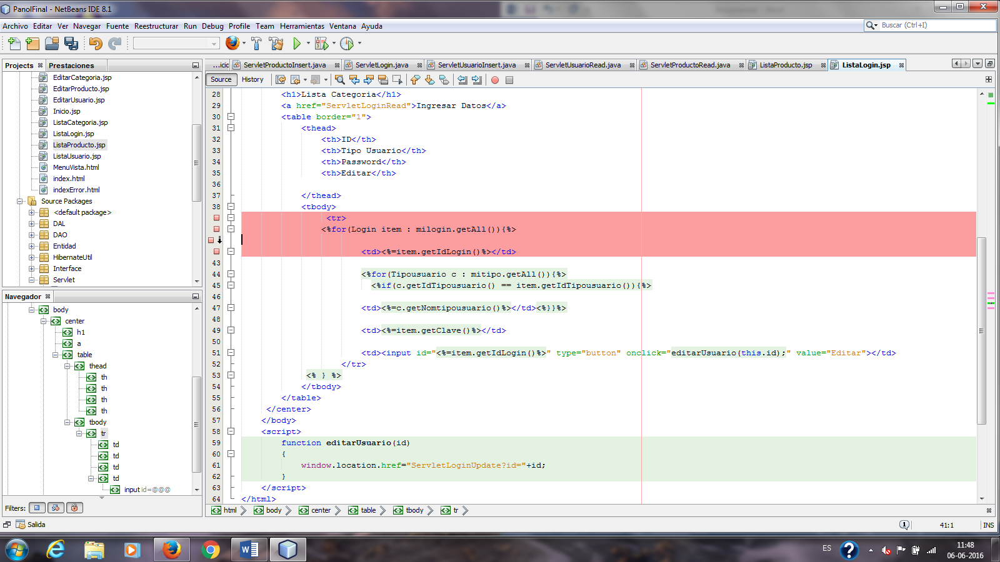 PanolFinal - NetBeans IDE 8.1
Archivo Editar Ver Navegar Fuente Reestructurar Run Debug Profile Team Herramientas Ventana Ayuda
Buscar (Ctrl+I)
Projects Prestaciones
...icic ServletProductoInsert.java ServletLogin.java ServletUsuarioInsert.java ServletUsuarioRead.java ServletProductoRead.java ListaProducto.jsp ListaLogin.jsp
Source History
EditarCategoria.jsp
EditarProducto.jsp
EditarUsuario.jsp
Inicio.jsp
ListaCategoria.jsp
ListaLogin.jsp
ListaProducto.jsp
ListaUsuario.jsp
MenuVista.html
index.html
indexError.html
Source Packages
<default package>
DAL
DAO
Entidad
HibernateUtil
Interface
Servlet
Navegador
body
center
h1
a
table
thead
th
th
th
th
tbody
tr
td
td
td
td
input id=@@@
Filters:
28 <h1>Lista Categoria</h1>
29 <a href="ServletLoginRead">Ingresar Datos</a>
30 <table border="1">
31 <thead>
32 <th>ID</th>
33 <th>Tipo Usuario</th>
34 <th>Password</th>
35 <th>Editar</th>
36
37 </thead>
38 <tbody>
<tr>
<%for(Login item : milogin.getAll()){%>
<td><%=item.getIdLogin()%></td>
43
44 <%for(Tipousuario c : mitipo.getAll()){%>
45 <%if(c.getIdTipousuario() == item.getIdTipousuario()){%>
46
47 <td><%=c.getNomtipousuario()%></td><%}}%>
48
49 <td><%=item.getClave()%></td>
50
51 <td><input id="<%=item.getIdLogin()%>" type="button" onclick="editarUsuario(this.id);" value="Editar"></td>
52 </tr>
53 <% } %>
54 </tbody>
55 </table>
56 </center>
57 </body>
58 <script>
59 function editarUsuario(id)
60 {
61 window.location.href="ServletLoginUpdate?id="+id;
62 }
63 </script>
64 </html>
html body center table tbody tr
Salida
1 41:1 INS
ES 11:48
06-06-2016